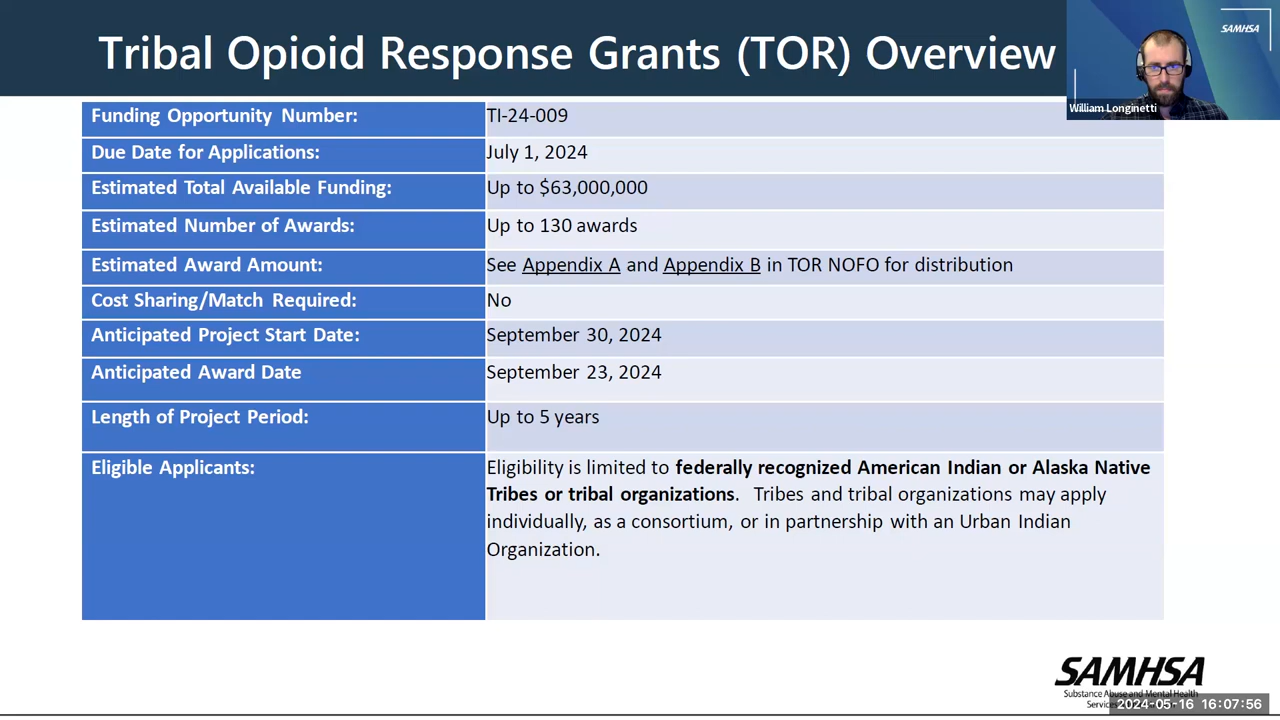 Tribal Opioid Response Grants (TOR) Overview
SAMHSA
William Longinetti
Funding Opportunity Number: TI-24-009
Due Date for Applications: July 1, 2024
Estimated Total Available Funding: Up to $63,000,000
Estimated Number of Awards: Up to 130 awards
Estimated Award Amount: See Appendix A and Appendix B in TOR NOFO for distribution
Cost Sharing/Match Required: No
Anticipated Project Start Date: September 30, 2024
Anticipated Award Date September 23, 2024
Length of Project Period: Up to 5 years
Eligible Applicants: Eligibility is limited to federally recognized American Indian or Alaska Native
Tribes or tribal organizations. Tribes and tribal organizations may apply
individually, as a consortium, or in partnership with an Urban Indian
Organization.
SAMHSA
Substance Abuse and Mental Health
2024-05-16 16:07:56